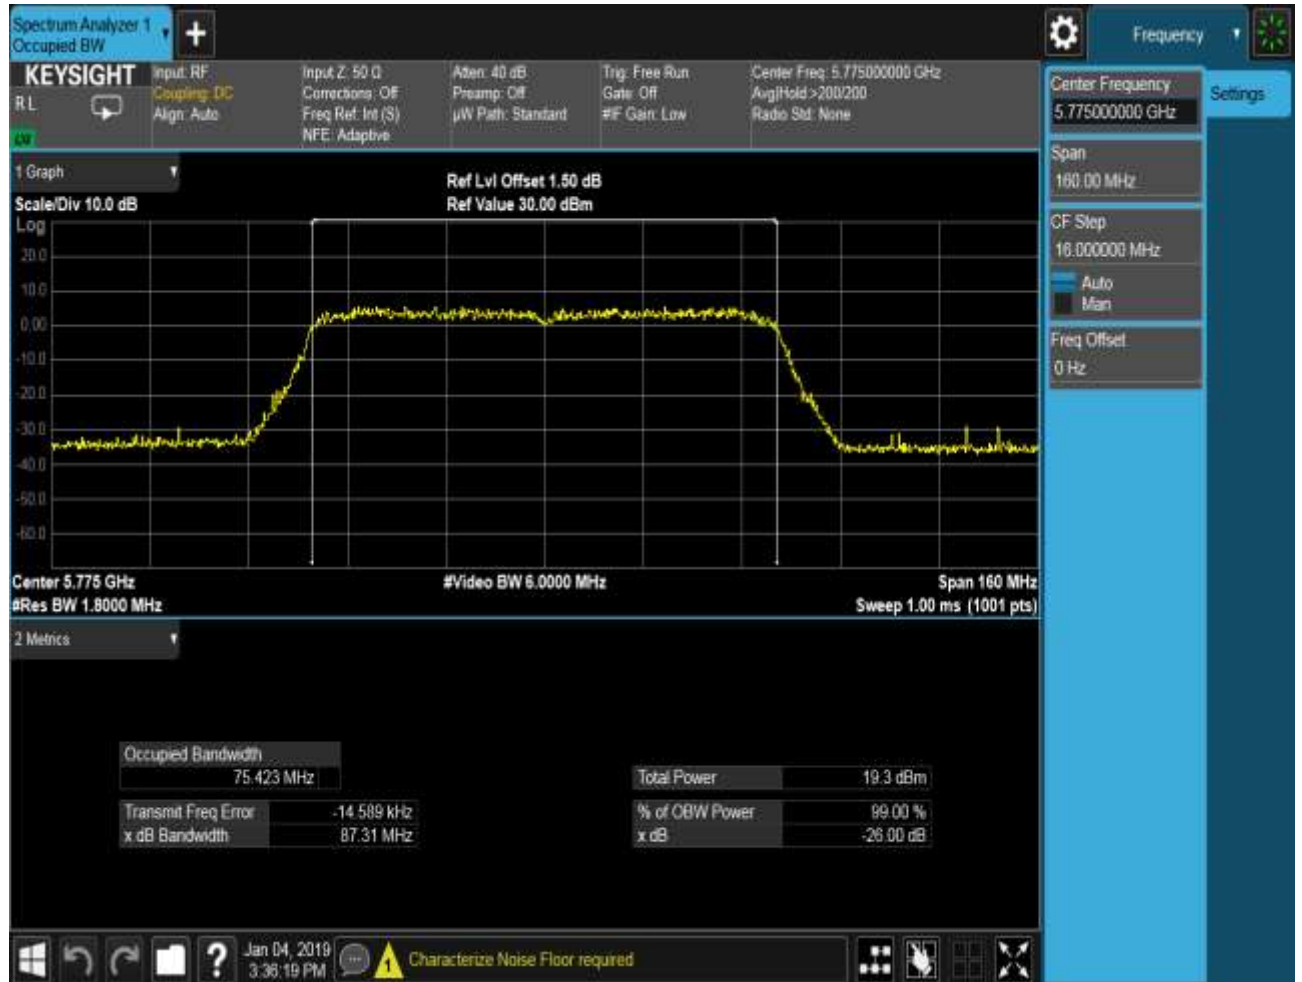 Spectrum Analyzer 1
Occupied BW
Frequency
KEYSIGHT
R L
Input: RF
Coupling: DC
Align: Auto
Input Z: 50 Ω
Corrections: Off
Freq Ref: Int (S)
NFE: Adaptive
Atten: 40 dB
Preamp: Off
µW Path: Standard
Trig: Free Run
Gate: Off
#IF Gain: Low
Center Freq: 5.775000000 GHz
Avg|Hold:>200/200
Radio Std: None
Center Frequency
5.775000000 GHz
Settings
Span
160.00 MHz
CF Step
16.000000 MHz
Auto
Man
Freq Offset
0 Hz
1 Graph
Scale/Div 10.0 dB
Ref Lvl Offset 1.50 dB
Ref Value 30.00 dBm
Log
20.0
10.0
0.00
-10.0
-20.0
-30.0
-40.0
-50.0
-60.0
Center 5.775 GHz
#Res BW 1.8000 MHz
#Video BW 6.0000 MHz
Span 160 MHz
Sweep 1.00 ms (1001 pts)
2 Metrics
Occupied Bandwidth
75.423 MHz
Transmit Freq Error -14.589 kHz
x dB Bandwidth 87.31 MHz
Total Power 19.3 dBm
% of OBW Power 99.00 %
x dB -26.00 dB
Jan 04, 2019
3:36:19 PM
1
Characterize Noise Floor required